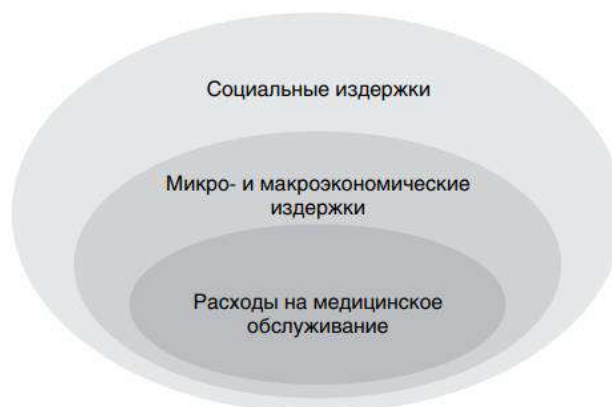 Социальные издержки
Микро- и макроэкономические
издержки
Расходы на медицинское
обслуживание